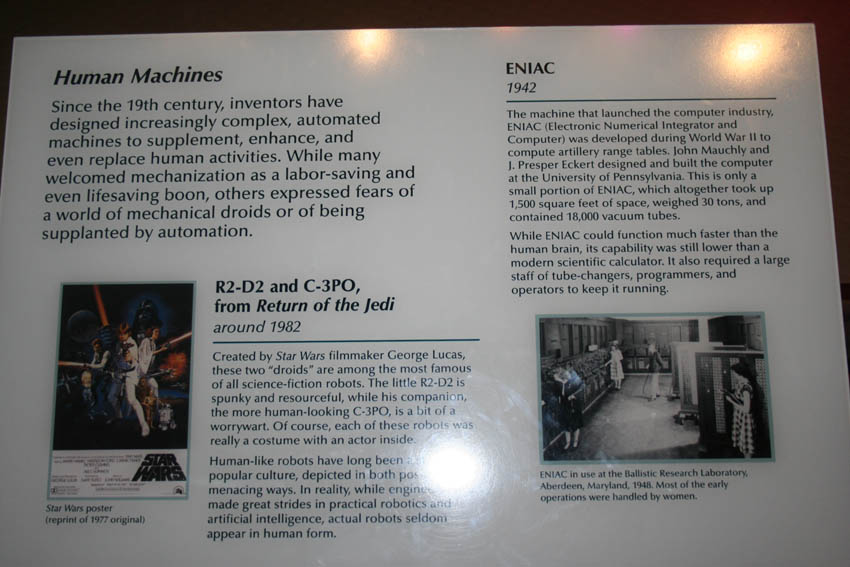 Human Machines
Since the 19th century, inventors have
designed increasingly complex, automated
machines to supplement, enhance, and
even replace human activities. While many
welcomed mechanization as a labor-saving and
even lifesaving boon, others expressed fears of
a world of mechanical droids or of being
supplanted by automation.
R2-D2 and C-3PO,
from Return of the Jedi
around 1982
Created by Star Wars filmmaker George Lucas,
these two “droids” are among the most famous
of all science-fiction robots. The little R2-D2 is
spunky and resourceful, while his companion,
the more human-looking C-3PO, is a bit of a
worrywart. Of course, each of these robots was
really a costume with an actor inside.
Human-like robots have long been
popular culture, depicted in both
menacing ways. In reality, while
made great strides in practical robotics and
artificial intelligence, actual robots seldom
appear in human form.
STAR
WARS
Star Wars poster
(reprint of 1977 original)
ENIAC
1942
The machine that launched the computer industry,
ENIAC (Electronic Numerical Integrator and
Computer) was developed during World War II to
compute artillery range tables. John Mauchly and
J. Presper Eckert designed and built the computer
at the University of Pennsylvania. This is only a
small portion of ENIAC, which altogether took up
1,500 square feet of space, weighed 30 tons, and
contained 18,000 vacuum tubes.
While ENIAC could function much faster than the
human brain, its capability was still lower than a
modern scientific calculator. It also required a large
staff of tube-changers, programmers, and
operators to keep it running.
ENIAC in use at the Ballistic Research Laboratory,
Aberdeen, Maryland, 1948. Most of the early
operations were handled by women.